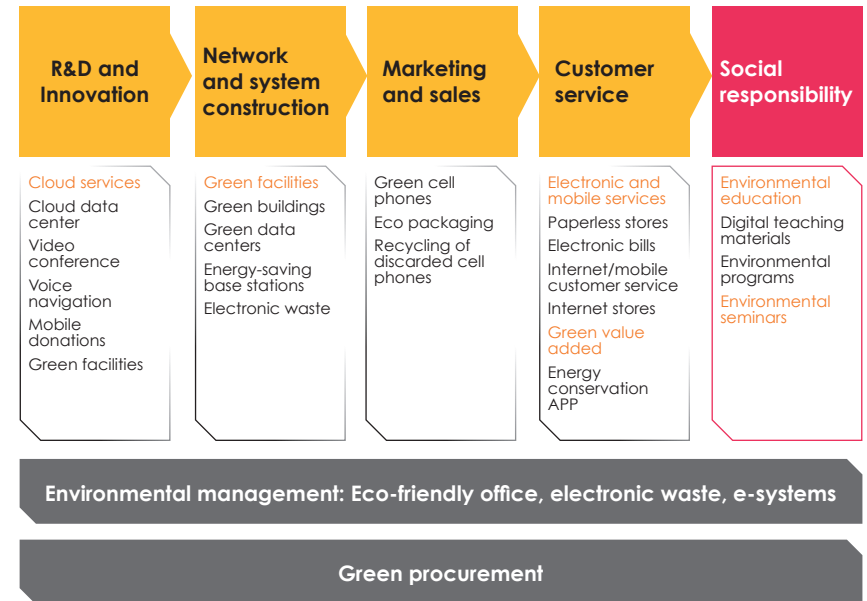 R&D and
Innovation
Network
and system
construction
Marketing
and sales
Customer
service
Social
responsibility
Cloud services
Cloud data
center
Video
conference
Voice
navigation
Mobile
donations
Green facilities
Green facilities
Green buildings
Green data
centers
Energy-saving
base stations
Electronic waste
Green cell
phones
Eco packaging
Recycling of
discarded cell
phones
Electronic and
mobile services
Paperless stores
Electronic bills
Internet/mobile
customer service
Internet stores
Green value
added
Energy
conservation
APP
Environmental
education
Digital teaching
materials
Environmental
programs
Environmental
seminars
Environmental management: Eco-friendly office, electronic waste, e-systems
Green procurement